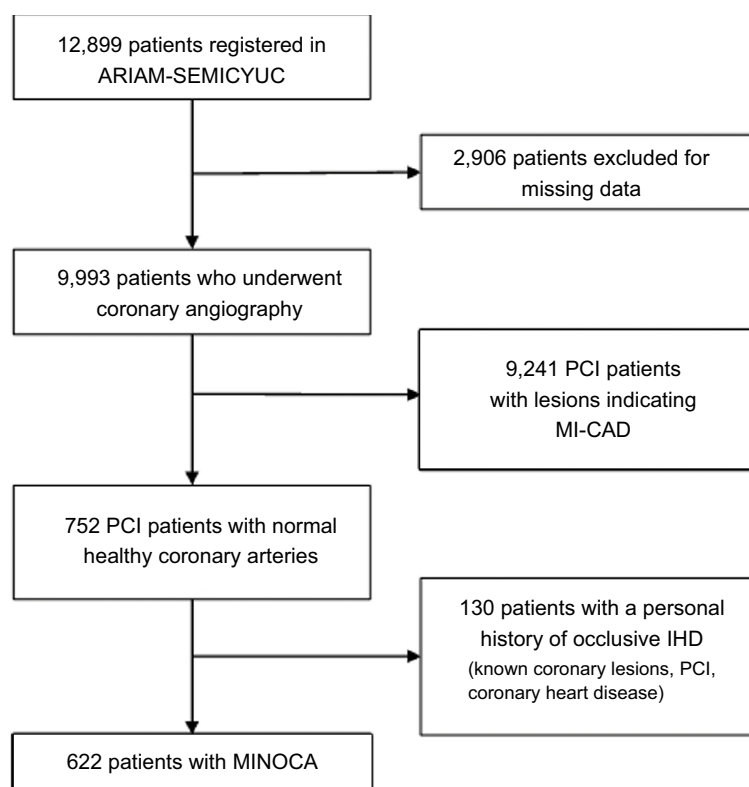 12,899 patients registered in
ARIAM-SEMICYUC
2,906 patients excluded for
missing data
9,993 patients who underwent
coronary angiography
9,241 PCI patients
with lesions indicating
MI-CAD
752 PCI patients with normal
healthy coronary arteries
130 patients with a personal
history of occlusive IHD
(known coronary lesions, PCI,
coronary heart disease)
622 patients with MINOCA